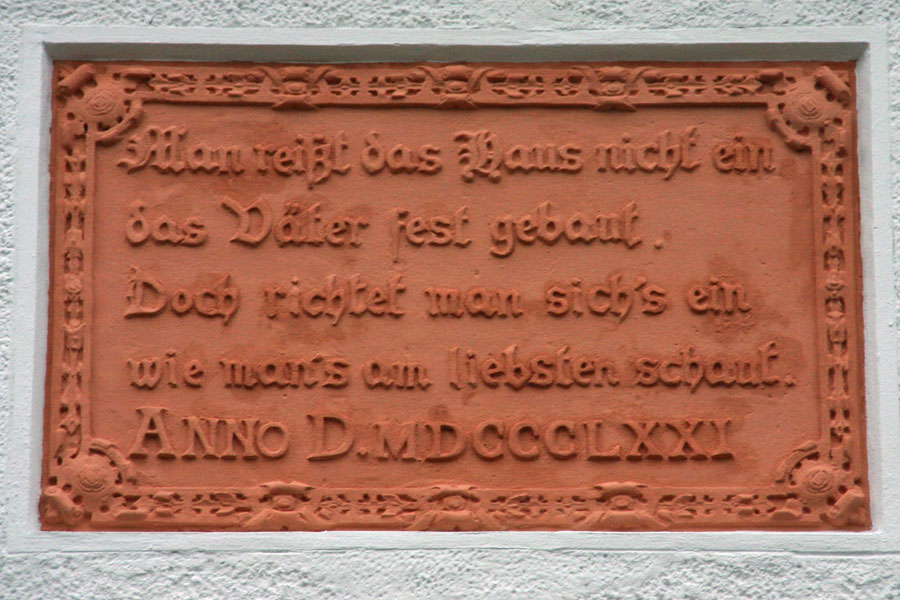 Man reißt das Haus nicht ein
das Väter fest gebaut.
Doch richtet man sich's ein
wie man's am liebsten schaut.
ANNO D.MDCCCLXXI